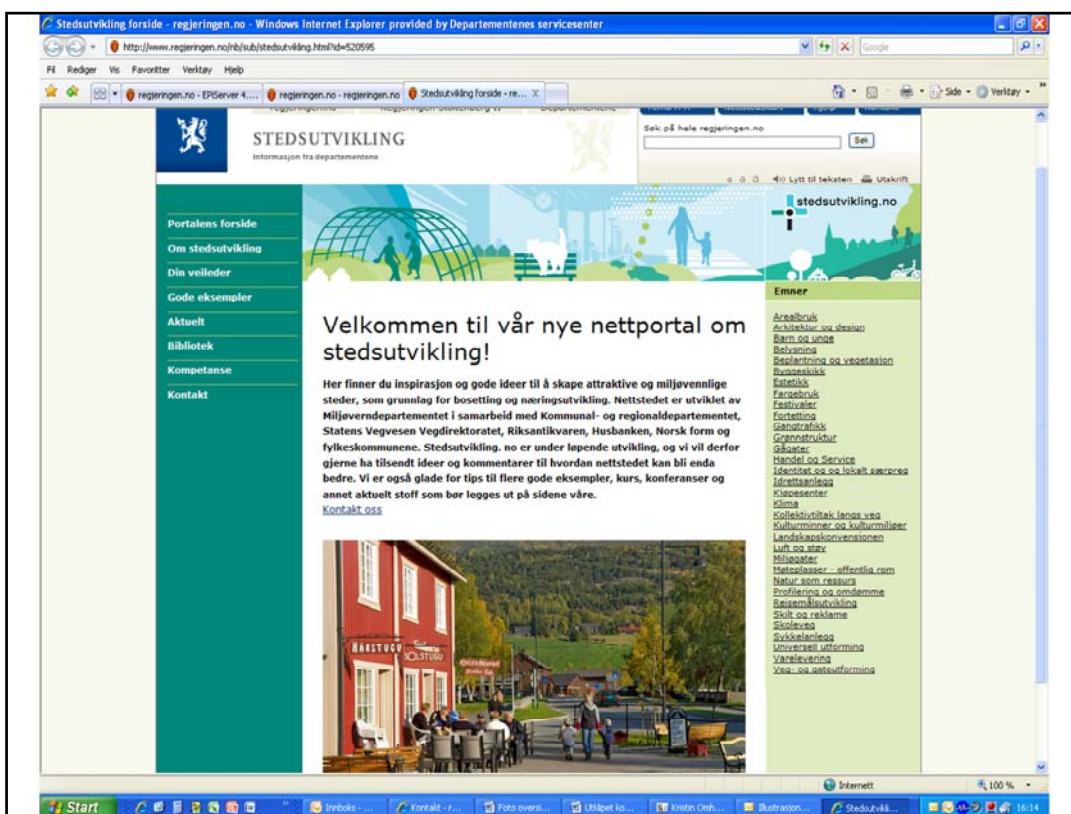 Stedsutvikling forside - regjeringen.no - Windows Internet Explorer provided by Departementenes servicesenter
http://www.regjeringen.no/nb/sub/stedsutvikling.html?id=520595
Google
Fil Rediger Vis Favoritter Verktøy Hjelp
regjeringen.no - EPiServer 4.... regjeringen.no - regjeringen.no Stedsutvikling forside - re... Side Verktøy
STEDSUTVIKLING
Informasjon fra departementene
Søk på hele regjeringen.no
Søk
a a a Lytt til teksten Utskrift
stedsutvikling.no
Portalens forside
Om stedsutvikling
Din veileder
Gode eksempler
Aktuelt
Bibliotek
Kompetanse
Kontakt
Velkommen til vår nye nettportal om
stedsutvikling!
Her finner du inspirasjon og gode ideer til å skape attraktive og miljøvennlige
steder, som grunnlag for bosetting og næringsutvikling. Nettstedet er utviklet av
Miljøverndepartementet i samarbeid med Kommunal- og regionaldepartementet,
Statens Vegvesen Vegdirektoratet, Riksantikvaren, Husbanken, Norsk form og
fylkeskommunene. Stedsutvikling. no er under løpende utvikling, og vi vil derfor
gjerne ha tilsendt ideer og kommentarer til hvordan nettstedet kan bli enda
bedre. Vi er også glade for tips til flere gode eksempler, kurs, konferanser og
annet aktuelt stoff som bør legges ut på sidene våre.
Kontakt oss
HÅRSTUGU
SOLSTUGU
Emner
Arealbruk
Arkitektur og design
Barn og unge
Belysning
Beplantning og vegetasjon
Byggeskikk
Estetikk
Fargebruk
Festivaler
Fortetting
Gangtrafikk
Grønnstruktur
Gågater
Handel og Service
Identitet og og lokalt særpreg
Idrettsanlegg
Kjøpesenter
Klima
Kollektivtiltak langs veg
Kulturminner og kulturmiljøer
Landskapskonvensjonen
Luft og støv
Miljøgater
Møteplasser - offentlig rom
Natur som ressurs
Profilering og omdømme
Reisemålsutvikling
Skilt og reklame
Skoleveg
Sykkelanlegg
Universell utforming
Varelevering
Veg- og gateutforming
Internett 100 %
Start Innboks - ... Kontakt - r... Foto oversi... Utklipet ko... Kristin Omh... Illustrasjon... Stedsutvikl... 16:14